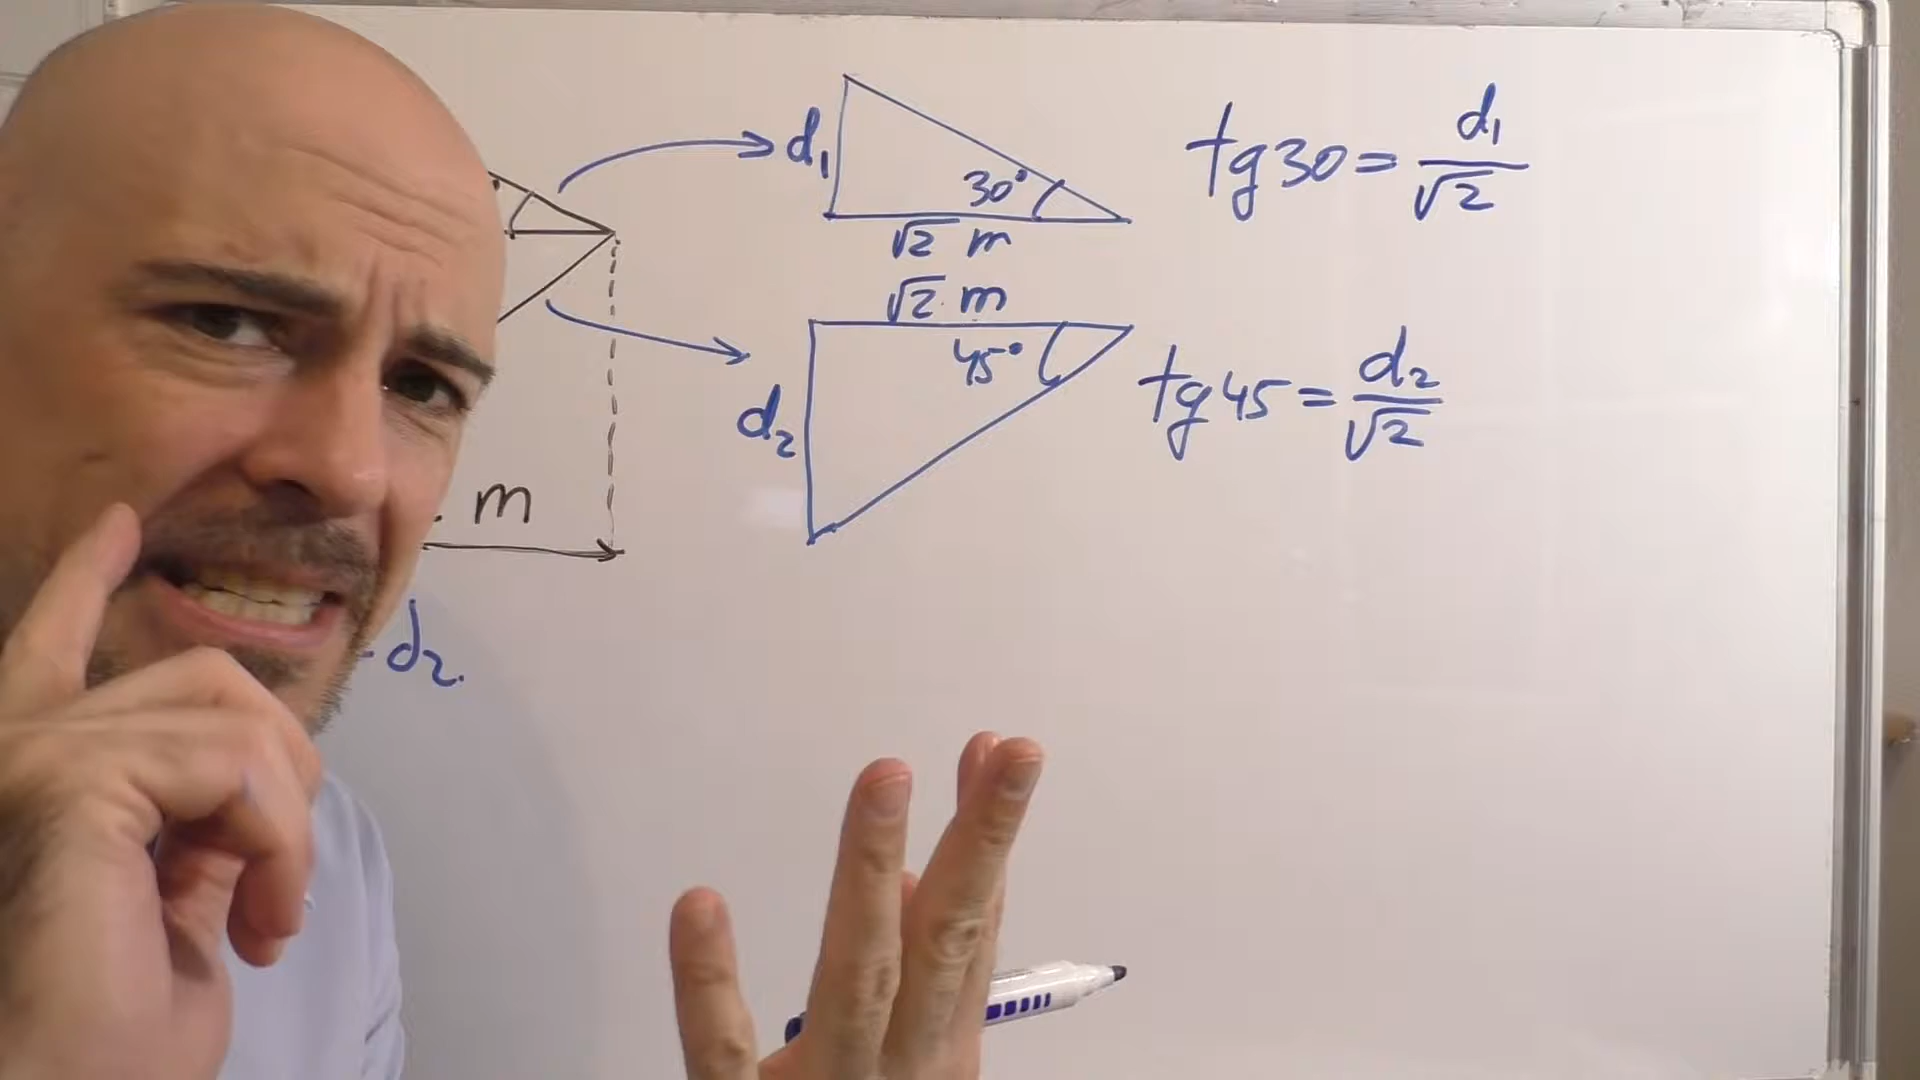 d₁
30°
√2 m
tg30 = d₁/√2
√2 m
45°
d₂
tg45 = d₂/√2
m
d₂.